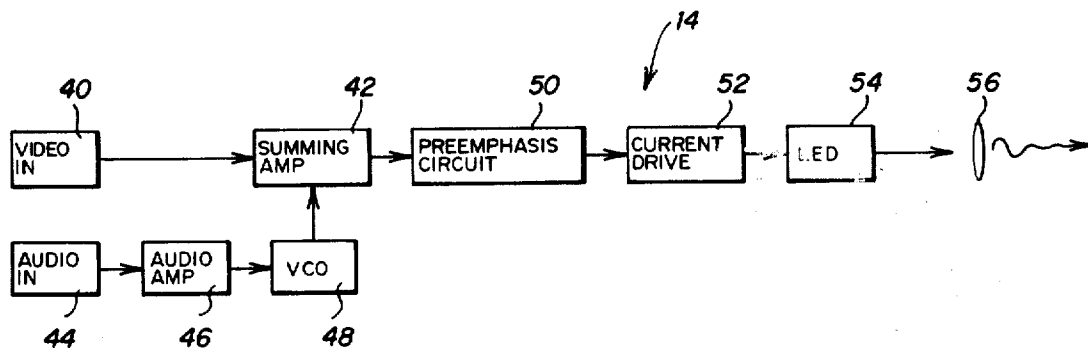 14
40
42
50
52
54
56
VIDEO
IN
SUMMING
AMP
PREEMPHASIS
CIRCUIT
CURRENT
DRIVE
LED
AUDIO
IN
AUDIO
AMP
VCO
44
46
48